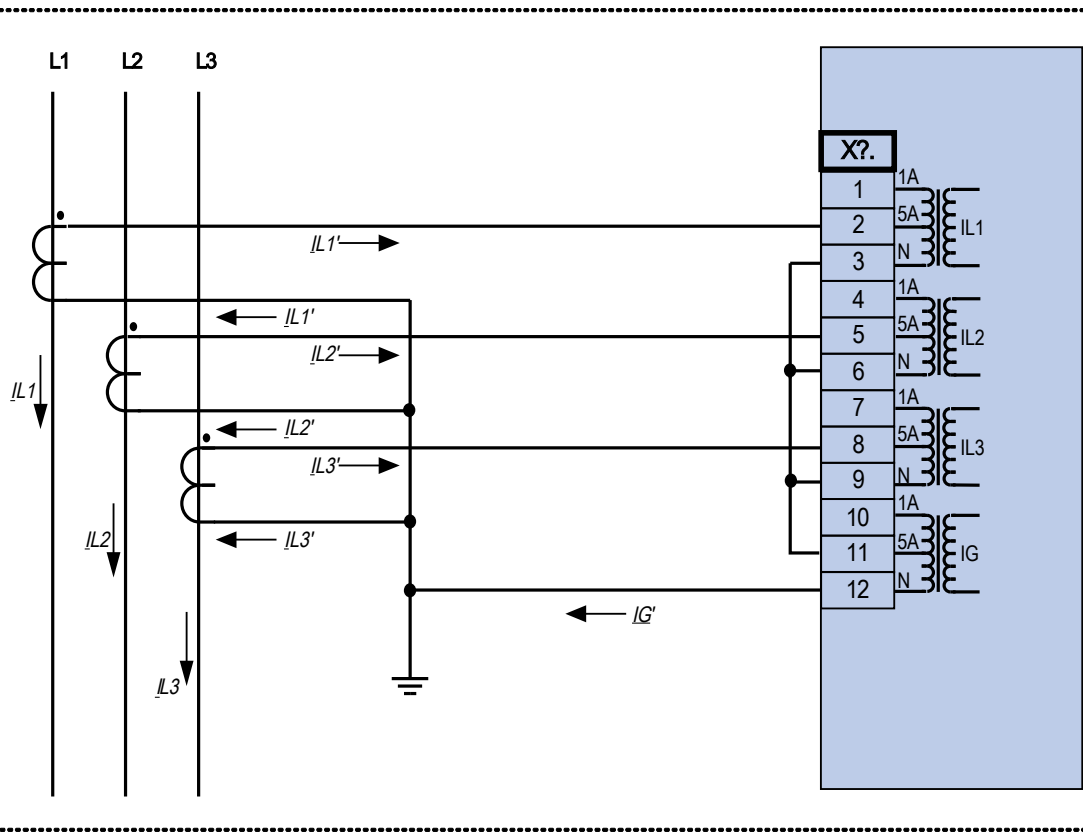 L1 L2 L3
X?.
1 1A
2 5A IL1
3 N
4 1A
5 5A IL2
6 N
7 1A
8 5A IL3
9 N
10 1A
11 5A IG
12 N
IL1'
IL1'
IL2'
IL1
IL2'
IL3'
IL2
IL3'
IG'
IL3